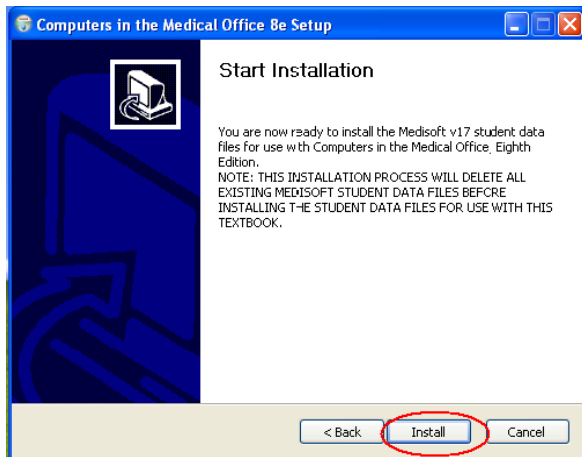 Computers in the Medical Office 8e Setup
Start Installation
You are now ready to install the Medisoft v17 student data
files for use with Computers in the Medical Office, Eighth
Edition.
NOTE: THIS INSTALLATION PROCESS WILL DELETE ALL
EXISTING MEDISOFT STUDENT DATA FILES BEFORE
INSTALLING THE STUDENT DATA FILES FOR USE WITH THIS
TEXTBOOK.
< Back Install Cancel